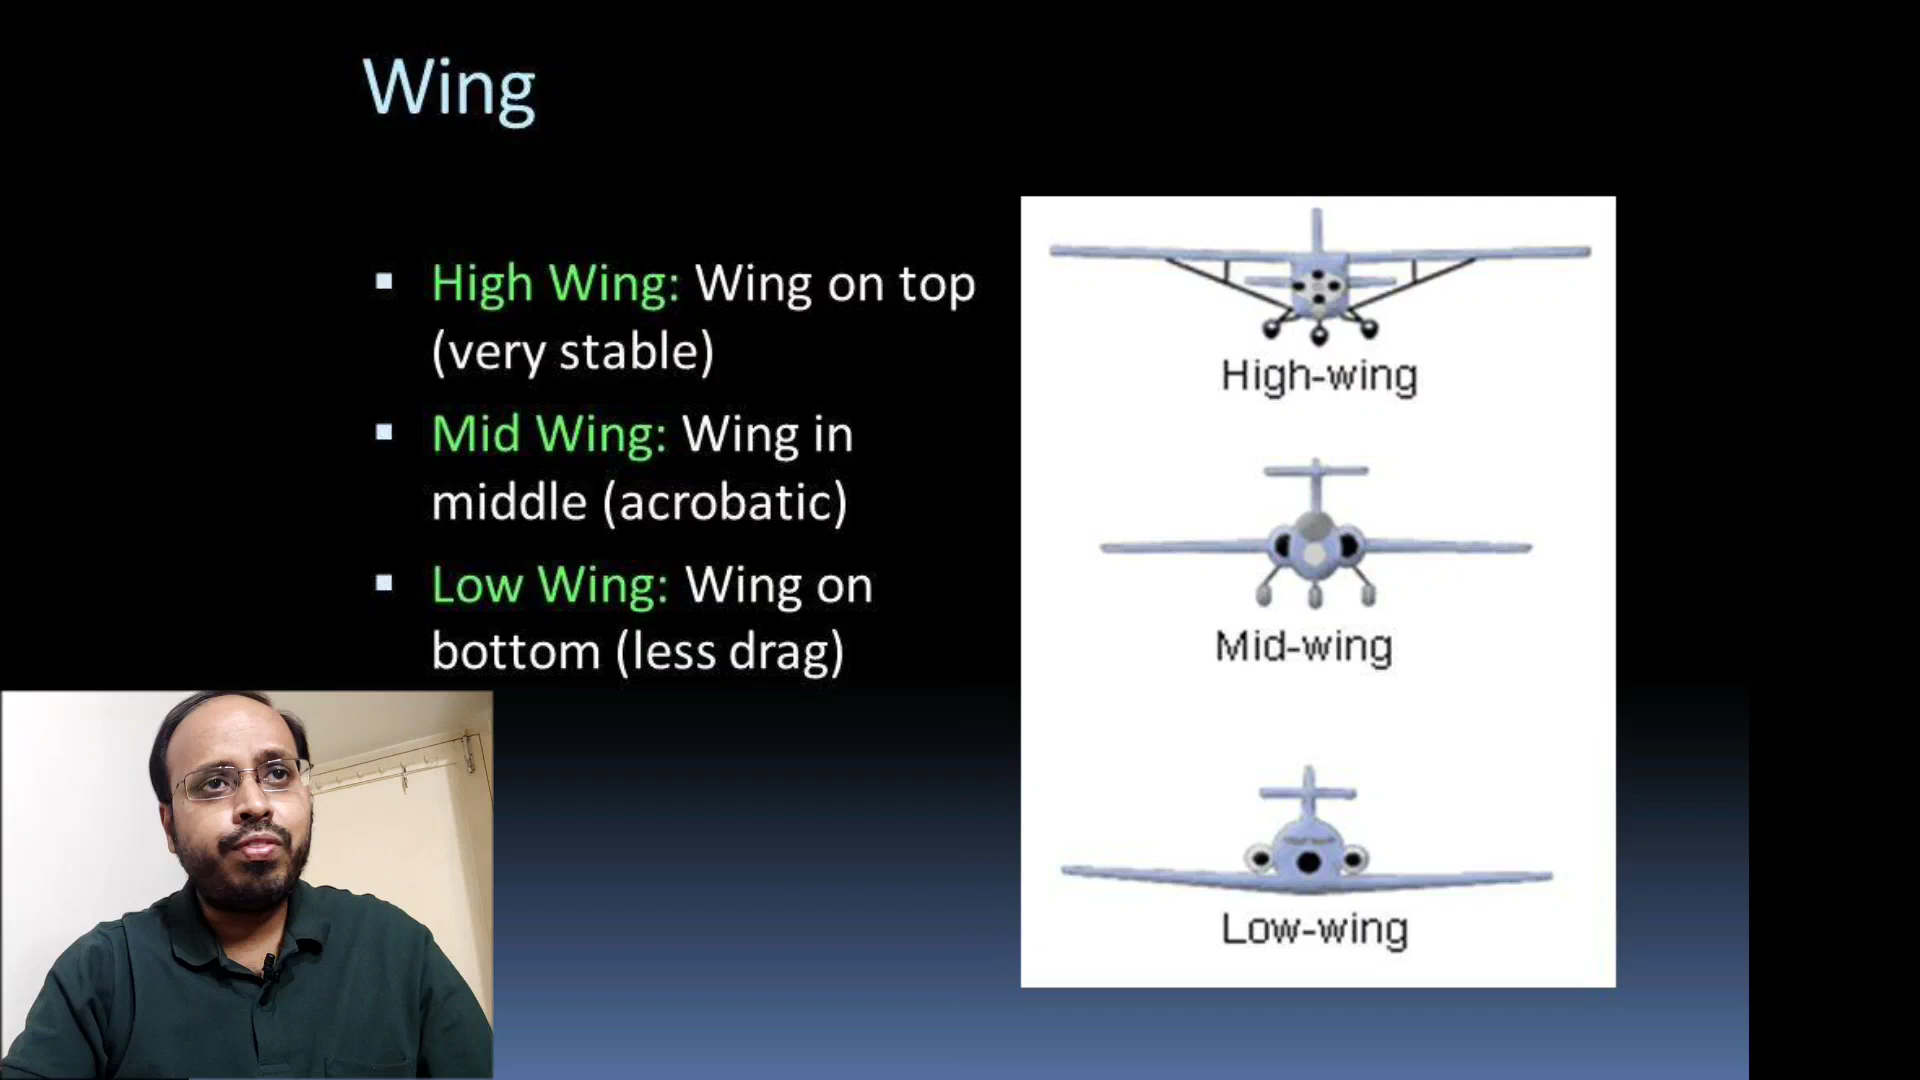 Wing
High Wing: Wing on top
(very stable)
Mid Wing: Wing in
middle (acrobatic)
Low Wing: Wing on
bottom (less drag)
High-wing
Mid-wing
Low-wing